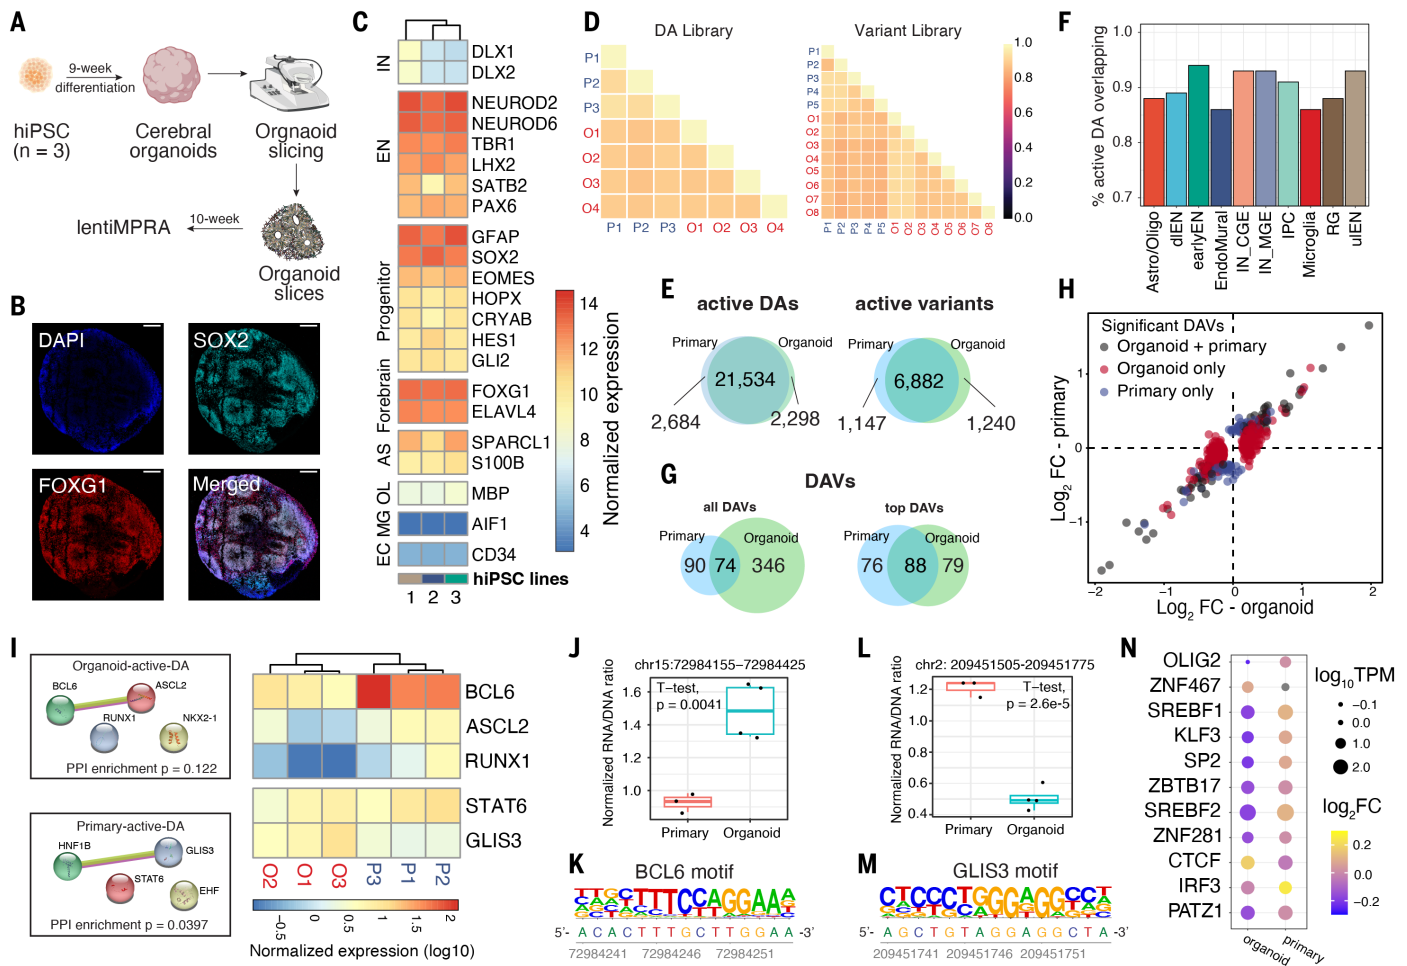 A
9-week
differentiation
hiPSC
(n = 3)
Cerebral
organoids
Orgnaoid
slicing
lentiMPRA
10-week
Organoid
slices
B
DAPI
SOX2
FOXG1
Merged
C
IN
DLX1
DLX2
EN
NEUROD2
NEUROD6
TBR1
LHX2
SATB2
PAX6
Progenitor
GFAP
SOX2
EOMES
HOPX
CRYAB
HES1
GLI2
Forebrain
FOXG1
ELAVL4
AS
SPARCL1
S100B
OL
MBP
MG
AIF1
EC
CD34
hiPSC lines
1 2 3
14
12
10
8
6
4
Normalized expression
D
DA Library
P1
P2
P3
O1
O2
O3
O4
P1 P2 P3 O1 O2 O3 O4
Variant Library
P1
P2
P3
P4
P5
O1
O2
O3
O4
O5
O6
O7
O8
P1 P2 P3 P4 P5 O1 O2 O3 O4 O5 O6 O7 O8
1.0
0.8
0.6
0.4
0.2
0.0
E
active DAs
Primary
Organoid
21,534
2,684
2,298
active variants
Primary
Organoid
6,882
1,147
1,240
F
% active DA overlapping
1.0
0.9
0.8
0.7
Astro/Oligo
dlEN
earlyEN
EndoMural
IN_CGE
IN_MGE
IPC
Microglia
RG
ulEN
G
DAVs
all DAVs
Primary
Organoid
90 74 346
top DAVs
Primary
Organoid
76 88 79
H
Significant DAVs
Organoid + primary
Organoid only
Primary only
Log2 FC - primary
1
0
−1
−2 −1 0 1 2
Log2 FC - organoid
I
Organoid-active-DA
BCL6
ASCL2
RUNX1
NKX2-1
PPI enrichment p = 0.122
Primary-active-DA
HNF1B
GLIS3
STAT6
EHF
PPI enrichment p = 0.0397
BCL6
ASCL2
RUNX1
STAT6
GLIS3
O2 O1 O3 P3 P1 P2
−0.5 0 0.5 1 1.5 2
Normalized expression (log10)
J
chr15:72984155−72984425
T−test,
p = 0.0041
Normalized RNA/DNA ratio
1.6
1.4
1.2
1.0
Primary Organoid
K
BCL6 motif
5'- A C A C T T T G C T T G G A A -3'
72984241 72984246 72984251
L
chr2: 209451505-209451775
T−test,
p = 2.6e-5
Normalized RNA/DNA ratio
1.2
1.0
0.8
0.6
0.4
Primary Organoid
M
GLIS3 motif
5'- A G C T G T A G G A G G C T A -3'
209451741 209451746 209451751
N
OLIG2
ZNF467
SREBF1
KLF3
SP2
ZBTB17
SREBF2
ZNF281
CTCF
IRF3
PATZ1
organoid primary
log10TPM
−0.1
0.0
1.0
2.0
log2FC
0.2
0.0
−0.2